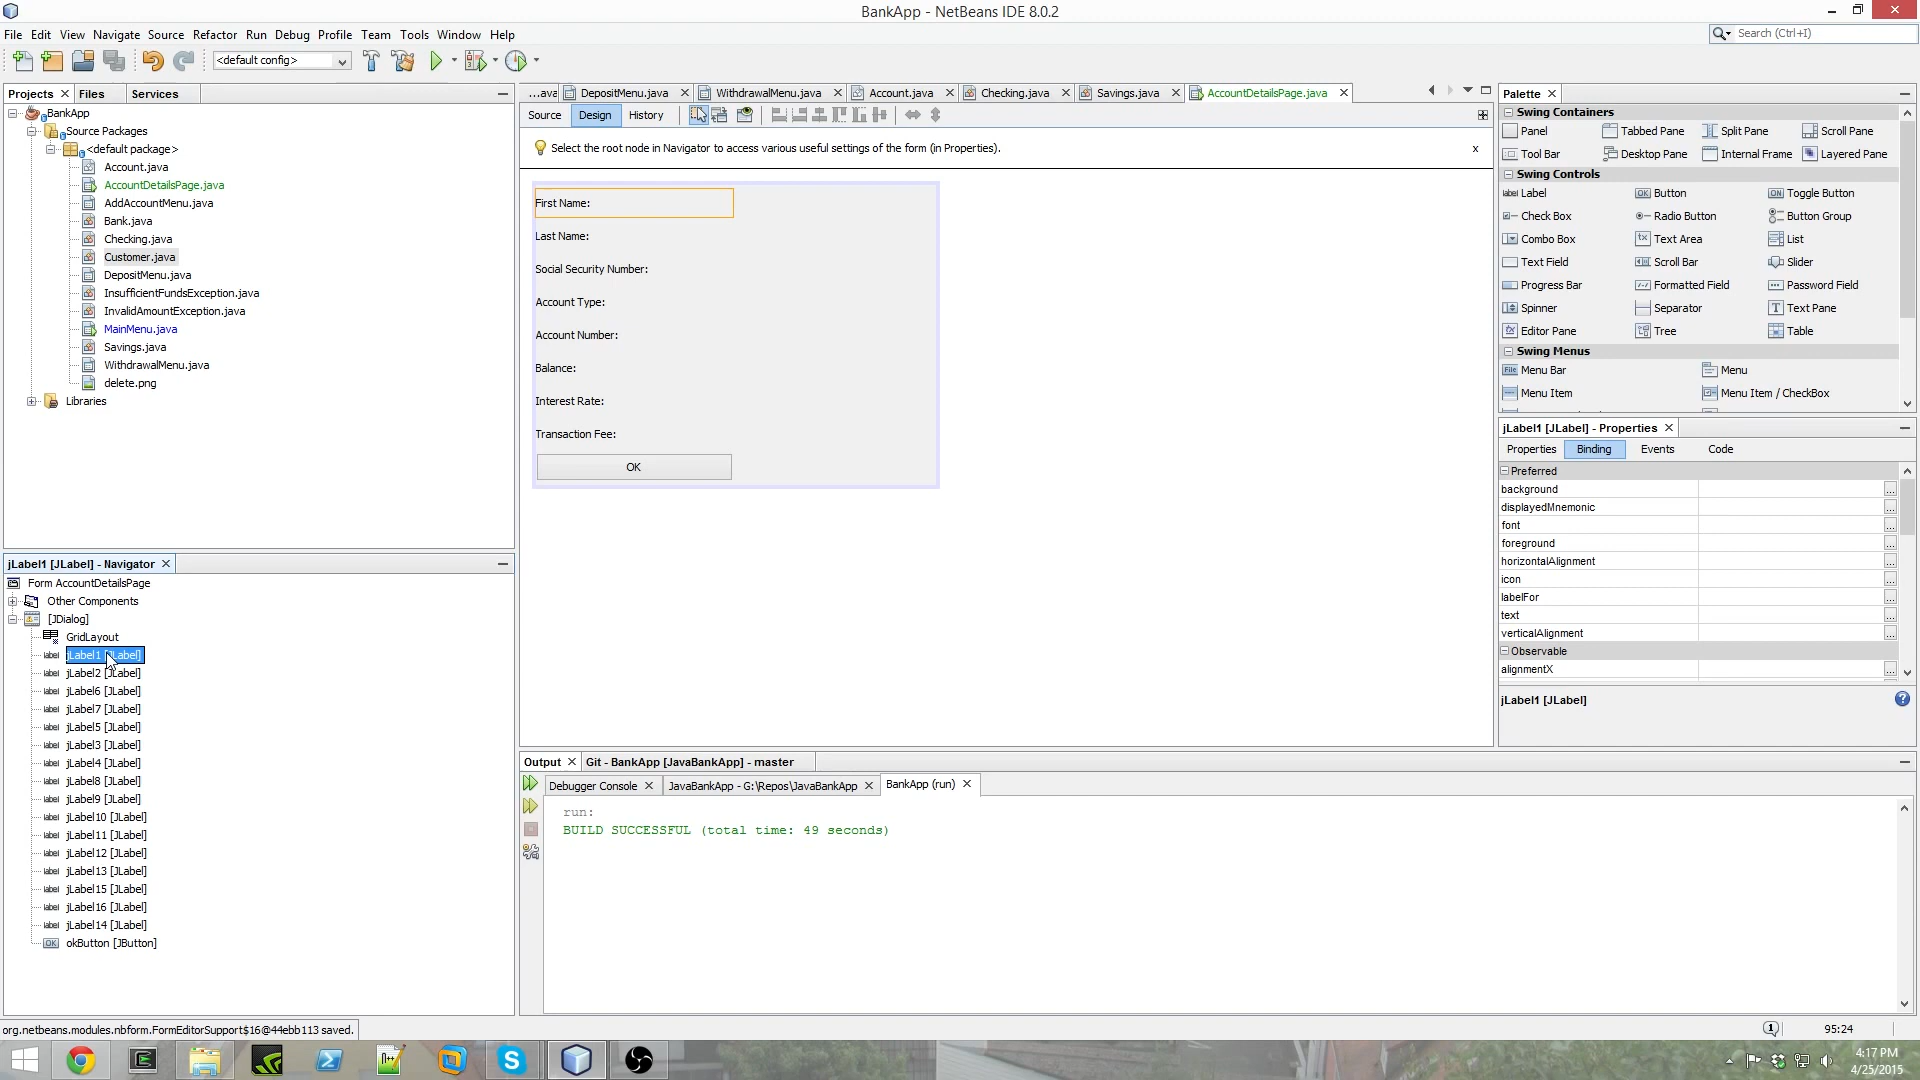 BankApp - NetBeans IDE 8.0.2
File Edit View Navigate Source Refactor Run Debug Profile Team Tools Window Help
Search (Ctrl+I)
<default config>
Projects Files Services
BankApp
Source Packages
<default package>
Account.java
AccountDetailsPage.java
AddAccountMenu.java
Bank.java
Checking.java
Customer.java
DepositMenu.java
InsufficientFundsException.java
InvalidAmountException.java
MainMenu.java
Savings.java
WithdrawalMenu.java
delete.png
Libraries
jLabel1 [JLabel] - Navigator
Form AccountDetailsPage
Other Components
[JDialog]
GridLayout
jLabel1 [JLabel]
jLabel2 [JLabel]
jLabel6 [JLabel]
jLabel7 [JLabel]
jLabel5 [JLabel]
jLabel3 [JLabel]
jLabel4 [JLabel]
jLabel8 [JLabel]
jLabel9 [JLabel]
jLabel10 [JLabel]
jLabel11 [JLabel]
jLabel12 [JLabel]
jLabel13 [JLabel]
jLabel15 [JLabel]
jLabel16 [JLabel]
jLabel14 [JLabel]
okButton [JButton]
...ava DepositMenu.java WithdrawalMenu.java Account.java Checking.java Savings.java AccountDetailsPage.java
Source Design History
Select the root node in Navigator to access various useful settings of the form (in Properties). x
First Name:
Last Name:
Social Security Number:
Account Type:
Account Number:
Balance:
Interest Rate:
Transaction Fee:
OK
Output Git - BankApp [JavaBankApp] - master
Debugger Console JavaBankApp - G:\Repos\JavaBankApp BankApp (run)
run:
BUILD SUCCESSFUL (total time: 49 seconds)
Palette
Swing Containers
Panel Tabbed Pane Split Pane Scroll Pane
Tool Bar Desktop Pane Internal Frame Layered Pane
Swing Controls
label Label OK Button ON Toggle Button
Check Box Radio Button Button Group
Combo Box Text Area List
Text Field Scroll Bar Slider
Progress Bar Formatted Field Password Field
Spinner Separator Text Pane
Editor Pane Tree Table
Swing Menus
Menu Bar Menu
Menu Item Menu Item / CheckBox
jLabel1 [JLabel] - Properties
Properties Binding Events Code
Preferred
background
displayedMnemonic
font
foreground
horizontalAlignment
icon
labelFor
text
verticalAlignment
Observable
alignmentX
jLabel1 [JLabel]
org.netbeans.modules.nbform.FormEditorSupport$16@44ebb113 saved.
1 95:24
4:17 PM
4/25/2015